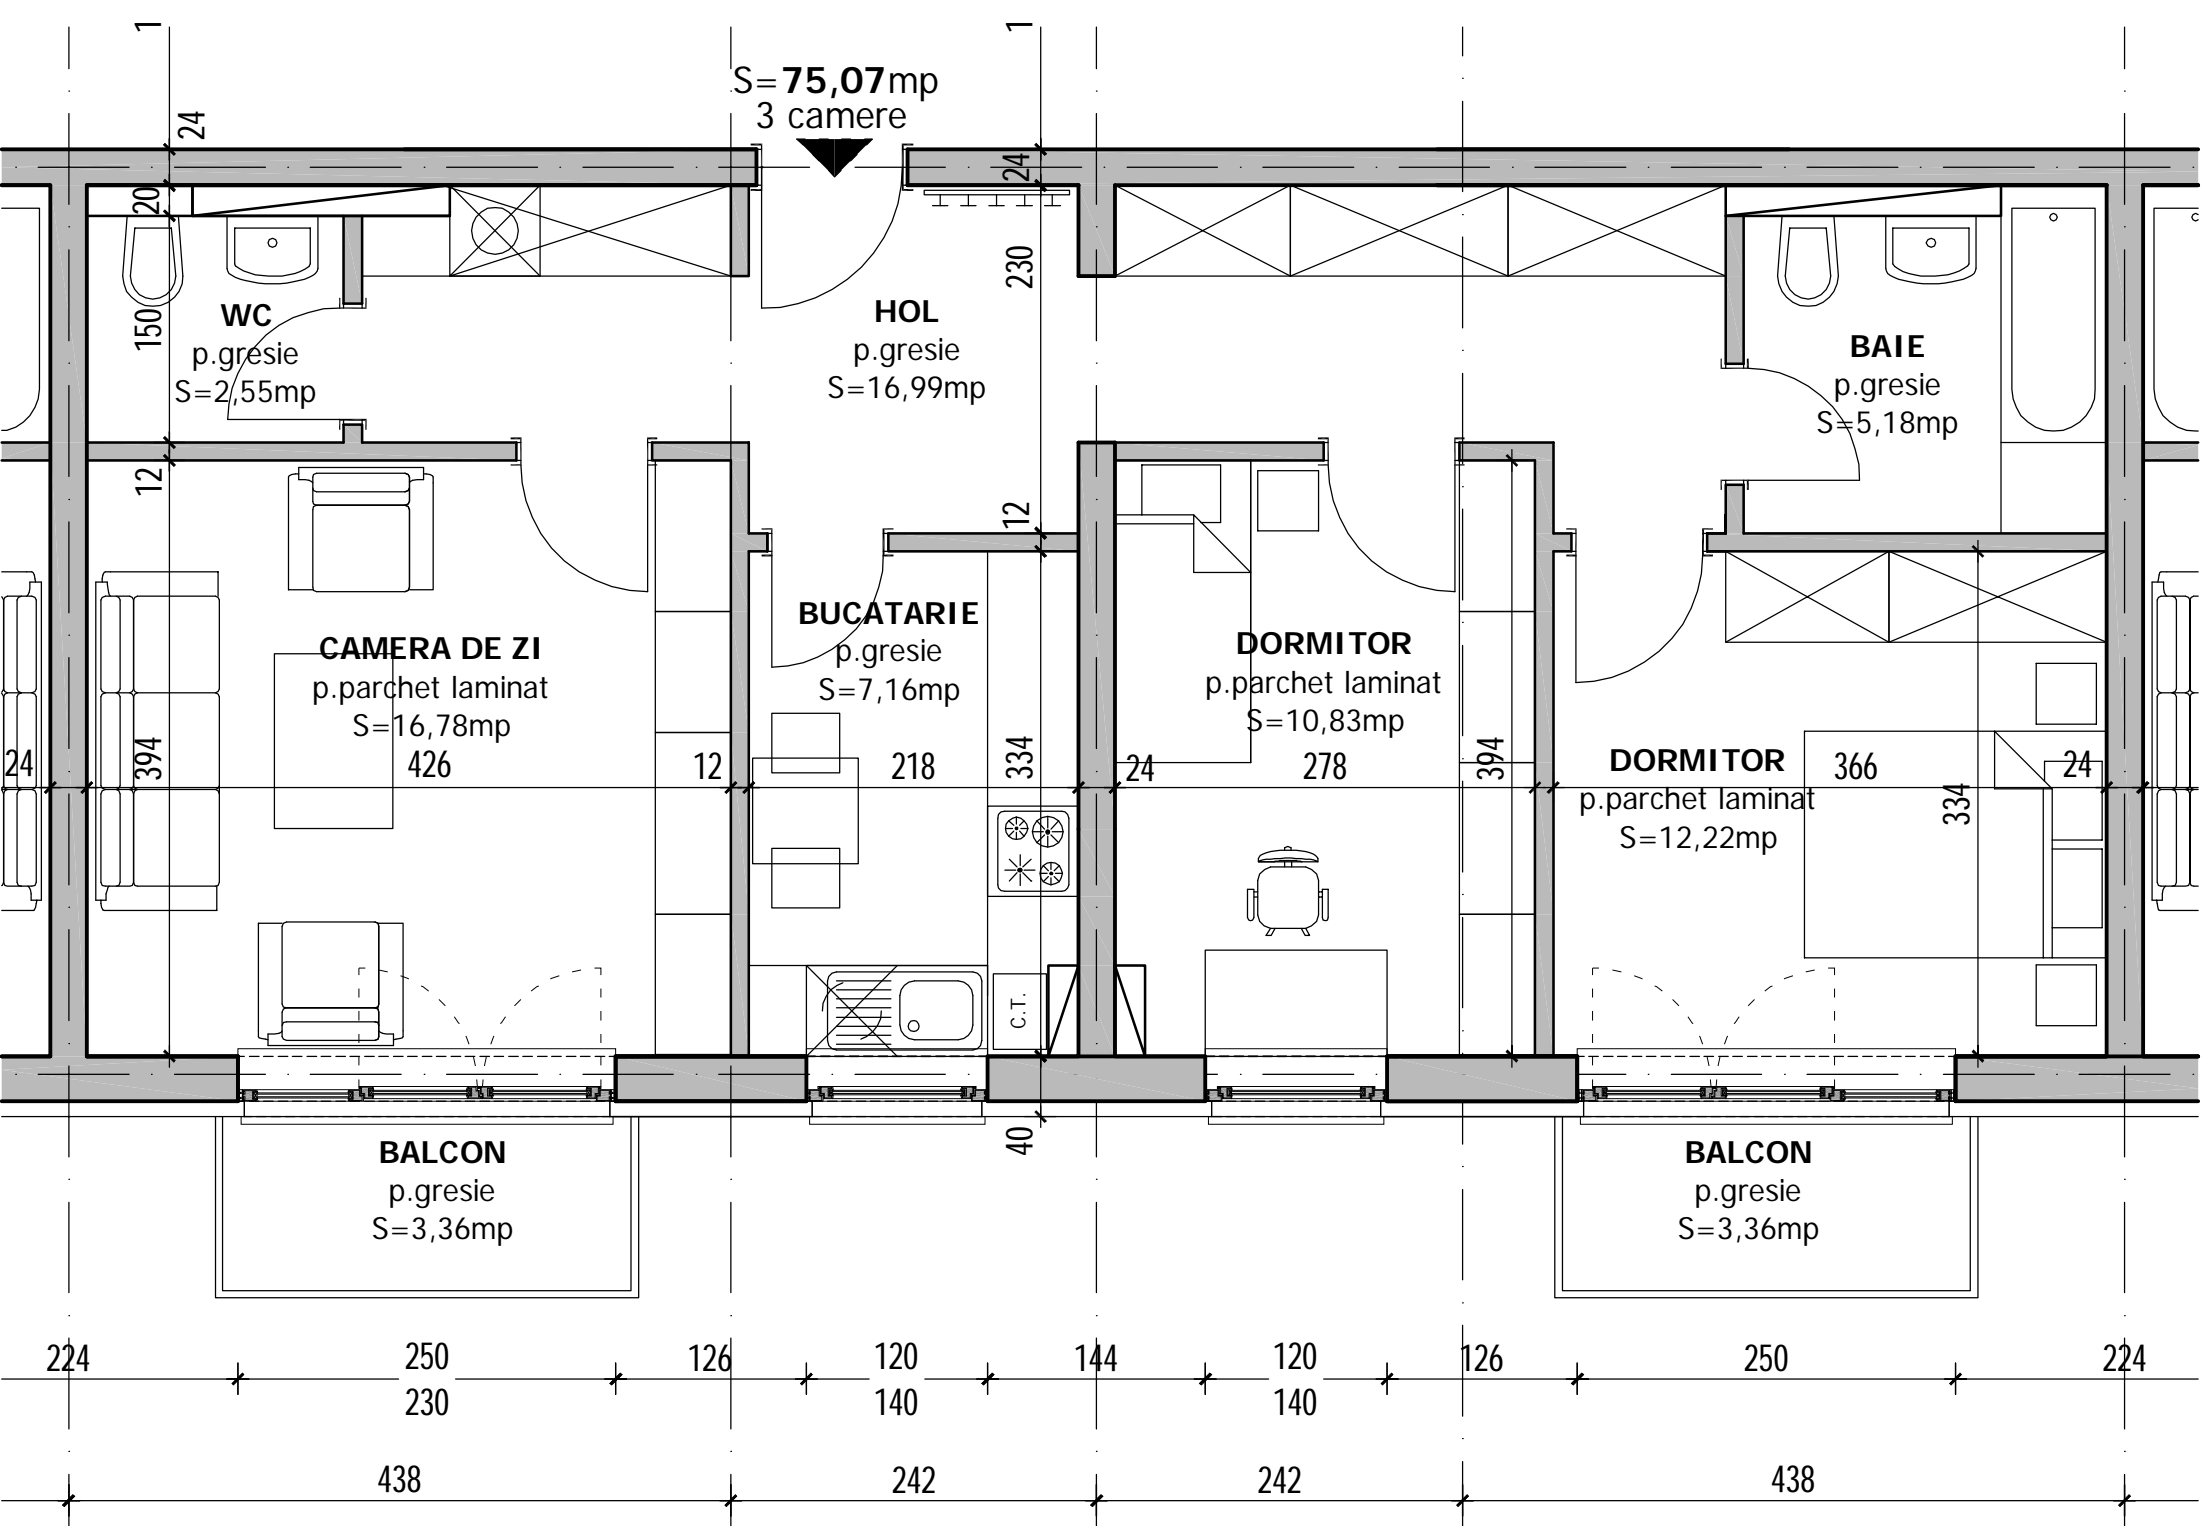 1
1
S=75,07mp
3 camere
24
24
20
230
150
WC
p.gresie
S=2,55mp
HOL
p.gresie
S=16,99mp
BAIE
p.gresie
S=5,18mp
12
12
BUCATARIE
p.gresie
S=7,16mp
CAMERA DE ZI
p.parchet laminat
S=16,78mp
DORMITOR
p.parchet laminat
S=10,83mp
DORMITOR
p.parchet laminat
S=12,22mp
24
394
426
12
218
334
24
278
394
366
334
24
C.T.
40
BALCON
p.gresie
S=3,36mp
BALCON
p.gresie
S=3,36mp
224
250
126
120
144
120
126
250
224
230
140
140
438
242
242
438